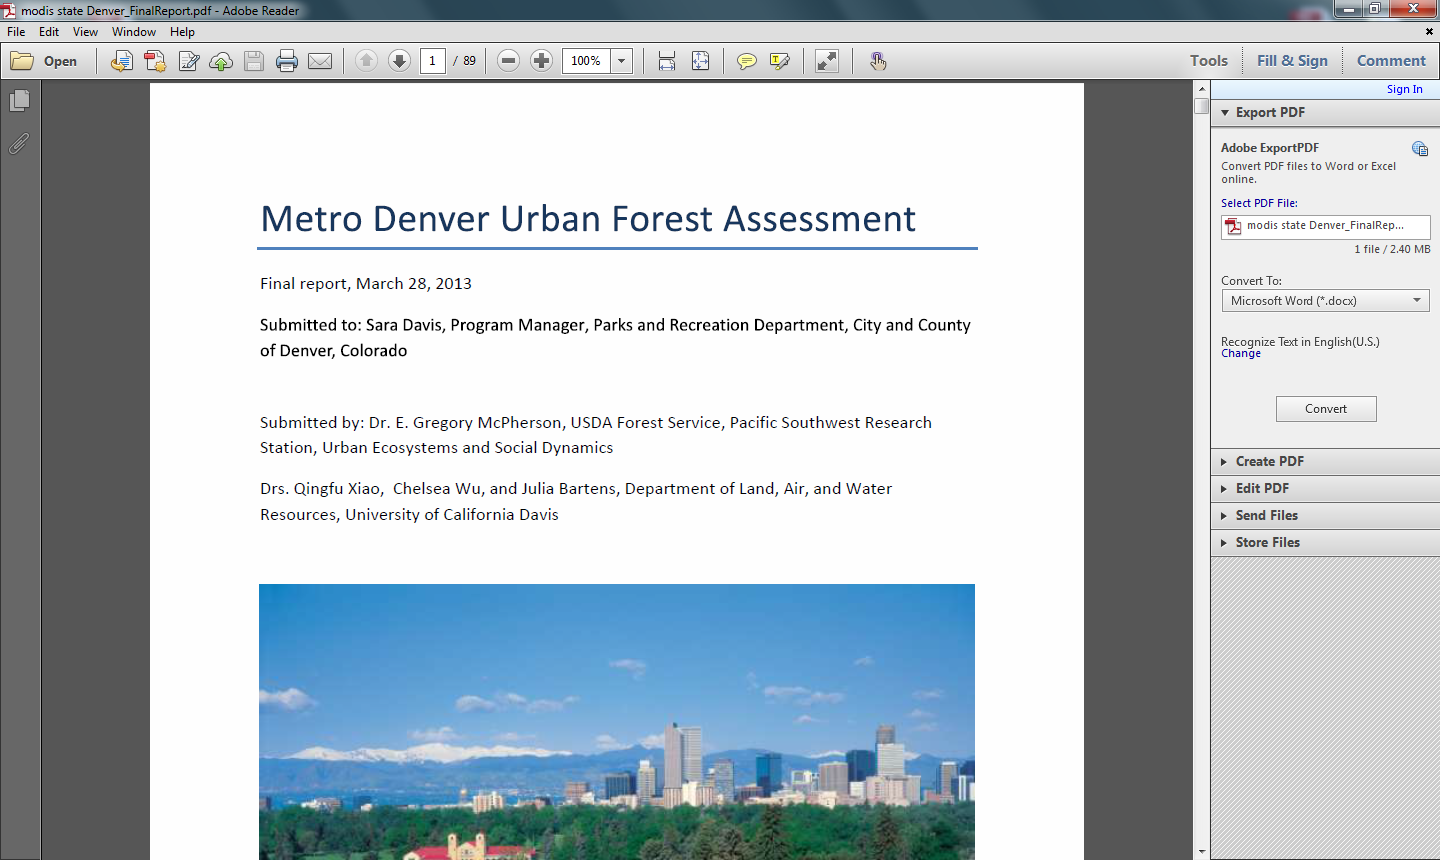 modis state Denver_FinalReport.pdf - Adobe Reader
File Edit View Window Help
Open 1 / 89 100% Tools Fill & Sign Comment
Sign In
Export PDF
Adobe ExportPDF
Convert PDF files to Word or Excel
online.
Select PDF File:
modis state Denver_FinalRep...
1 file / 2.40 MB
Convert To:
Microsoft Word (*.docx)
Recognize Text in English(U.S.)
Change
Convert
Create PDF
Edit PDF
Send Files
Store Files
Metro Denver Urban Forest Assessment
Final report, March 28, 2013
Submitted to: Sara Davis, Program Manager, Parks and Recreation Department, City and County
of Denver, Colorado
Submitted by: Dr. E. Gregory McPherson, USDA Forest Service, Pacific Southwest Research
Station, Urban Ecosystems and Social Dynamics
Drs. Qingfu Xiao,  Chelsea Wu, and Julia Bartens, Department of Land, Air, and Water
Resources, University of California Davis